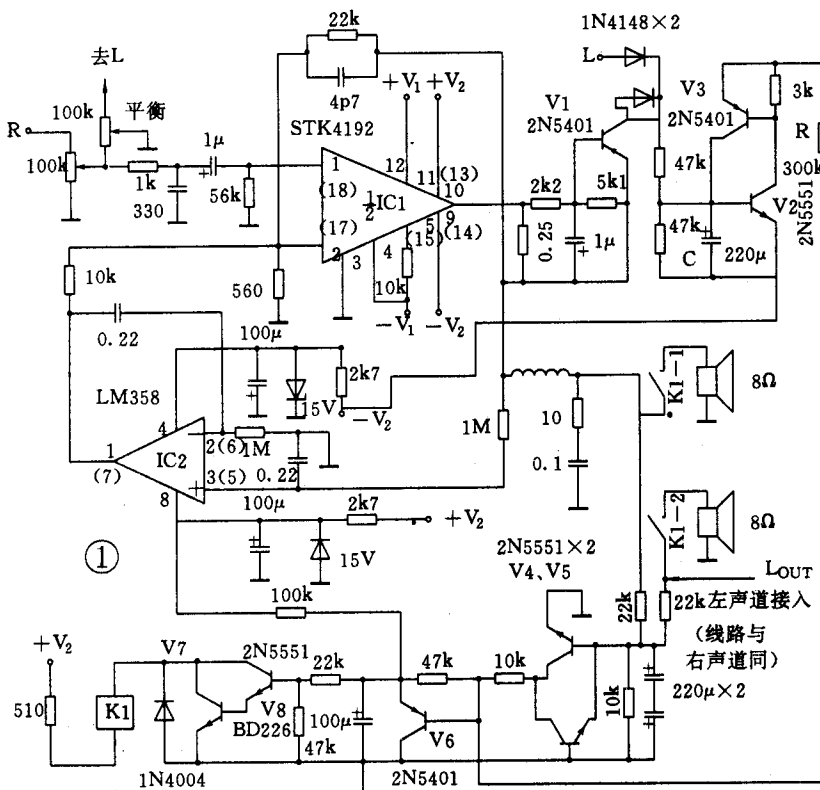 22k
1N4148×2
去L
+V₁
+V₂
L
4p7
V1
V3
100k
平衡
2N5401
2N5401
3k
R
1μ
STK4192
R
100k
1
12
11
(13)
47k
300k
1k
(18)
10
2k2
5k1
330
56k
½
IC1
V2
2N5551
(17)
5
9
47k
2
3
4
(15)
(14)
0.25
1μ
C
220μ
10k
560
10k
0.22
100μ
-V₁
-V₂
2k7
K1-1
8Ω
LM358
15V
-V₂
4
1M
10
1
IC2
2(6)
1M
(7)
3(5)
0.22
0.1
8
100μ
2k7
+V₂
K1-2
8Ω
①
15V
2N5551×2
V4、V5
L_OUT
100k
22k
22k
左声道接入
+V₂
V7
2N5551
(线路与
22k
47k
10k
右声道同)
510
K1
V8
100μ
10k
220μ×2
BD226
V6
47k
1N4004
2N5401